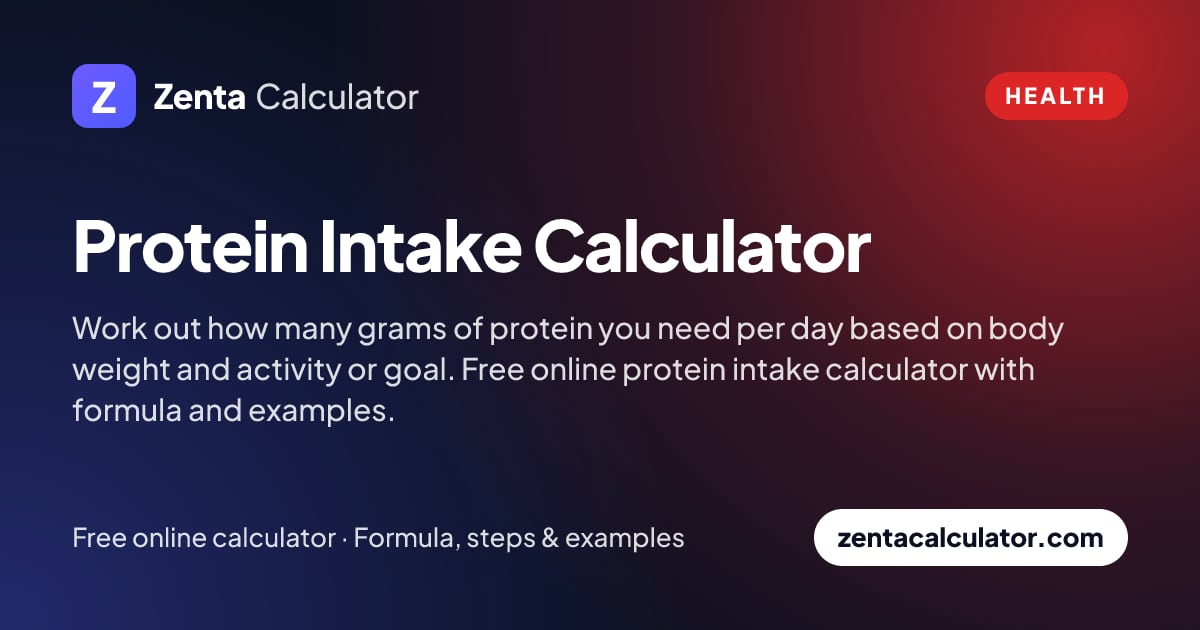 Z Zenta Calculator
HEALTH
Protein Intake Calculator
Work out how many grams of protein you need per day based on body
weight and activity or goal. Free online protein intake calculator with
formula and examples.
Free online calculator · Formula, steps & examples
zentacalculator.com